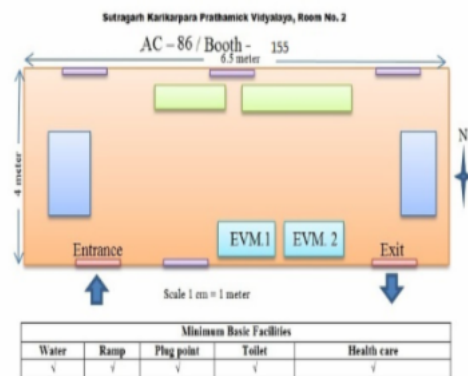 Sutragarh Karikarpara Prathamick Vidyalaya, Room No. 2
AC – 86 / Booth - 155
6.5 meter
4 meter
N
EVM.1 EVM. 2
Entrance Exit
Scale 1 cm = 1 meter
Minimum Basic Facilities
Water Ramp Plug point Toilet Health care
√ √ √ √ √